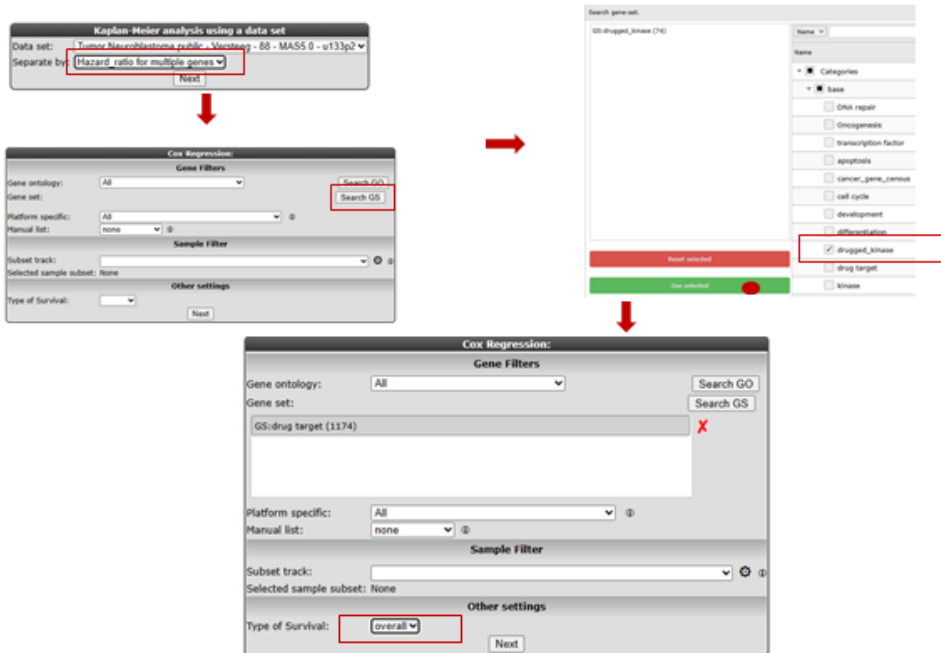 Kaplan-Meier analysis using a data set
Data set: Tumor Neuroblastoma public - Versteeg - 88 - MAS5.0 - u133p2
Separate by: Hazard_ratio for multiple genes
Next
Cox Regression:
Gene Filters
Gene ontology: All Search GO
Gene set: Search GS
Platform specific: All
Manual list: none
Sample Filter
Subset track:
Selected sample subset: None
Other settings
Type of Survival:
Next
Search gene-set.
GS:drugged_kinase (74)
Reset selected
Use selected
Name
Name
Categories
base
DNA repair
Oncogenesis
transcription factor
apoptosis
cancer_gene_census
cell cycle
development
differentiation
drugged_kinase
drug target
kinase
Cox Regression:
Gene Filters
Gene ontology: All Search GO
Gene set: Search GS
GS:drug target (1174) X
Platform specific: All
Manual list: none
Sample Filter
Subset track:
Selected sample subset: None
Other settings
Type of Survival: overall
Next